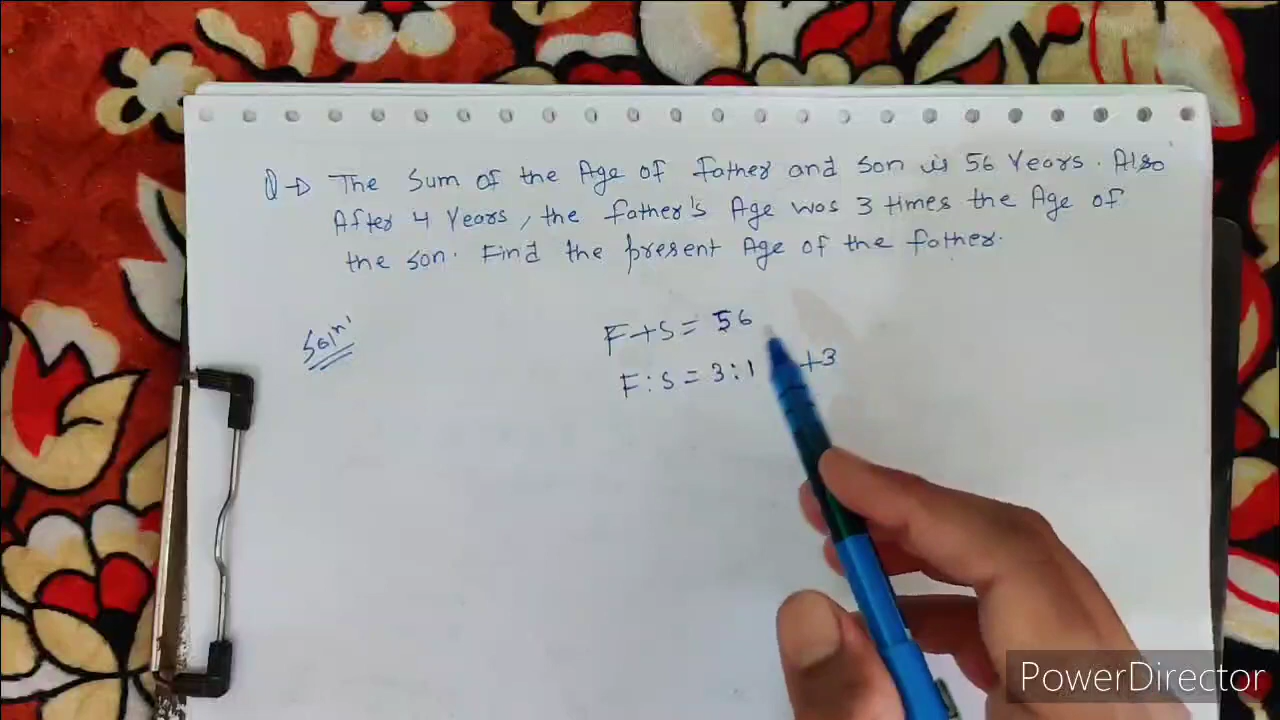 Q→ The Sum of the Age of Father and Son is 56 Years. Also
After 4 Years, the father's Age was 3 times the Age of
the son. Find the present Age of the father.
Soln'
F+S = 56
F:S = 3:1 +3
PowerDirector